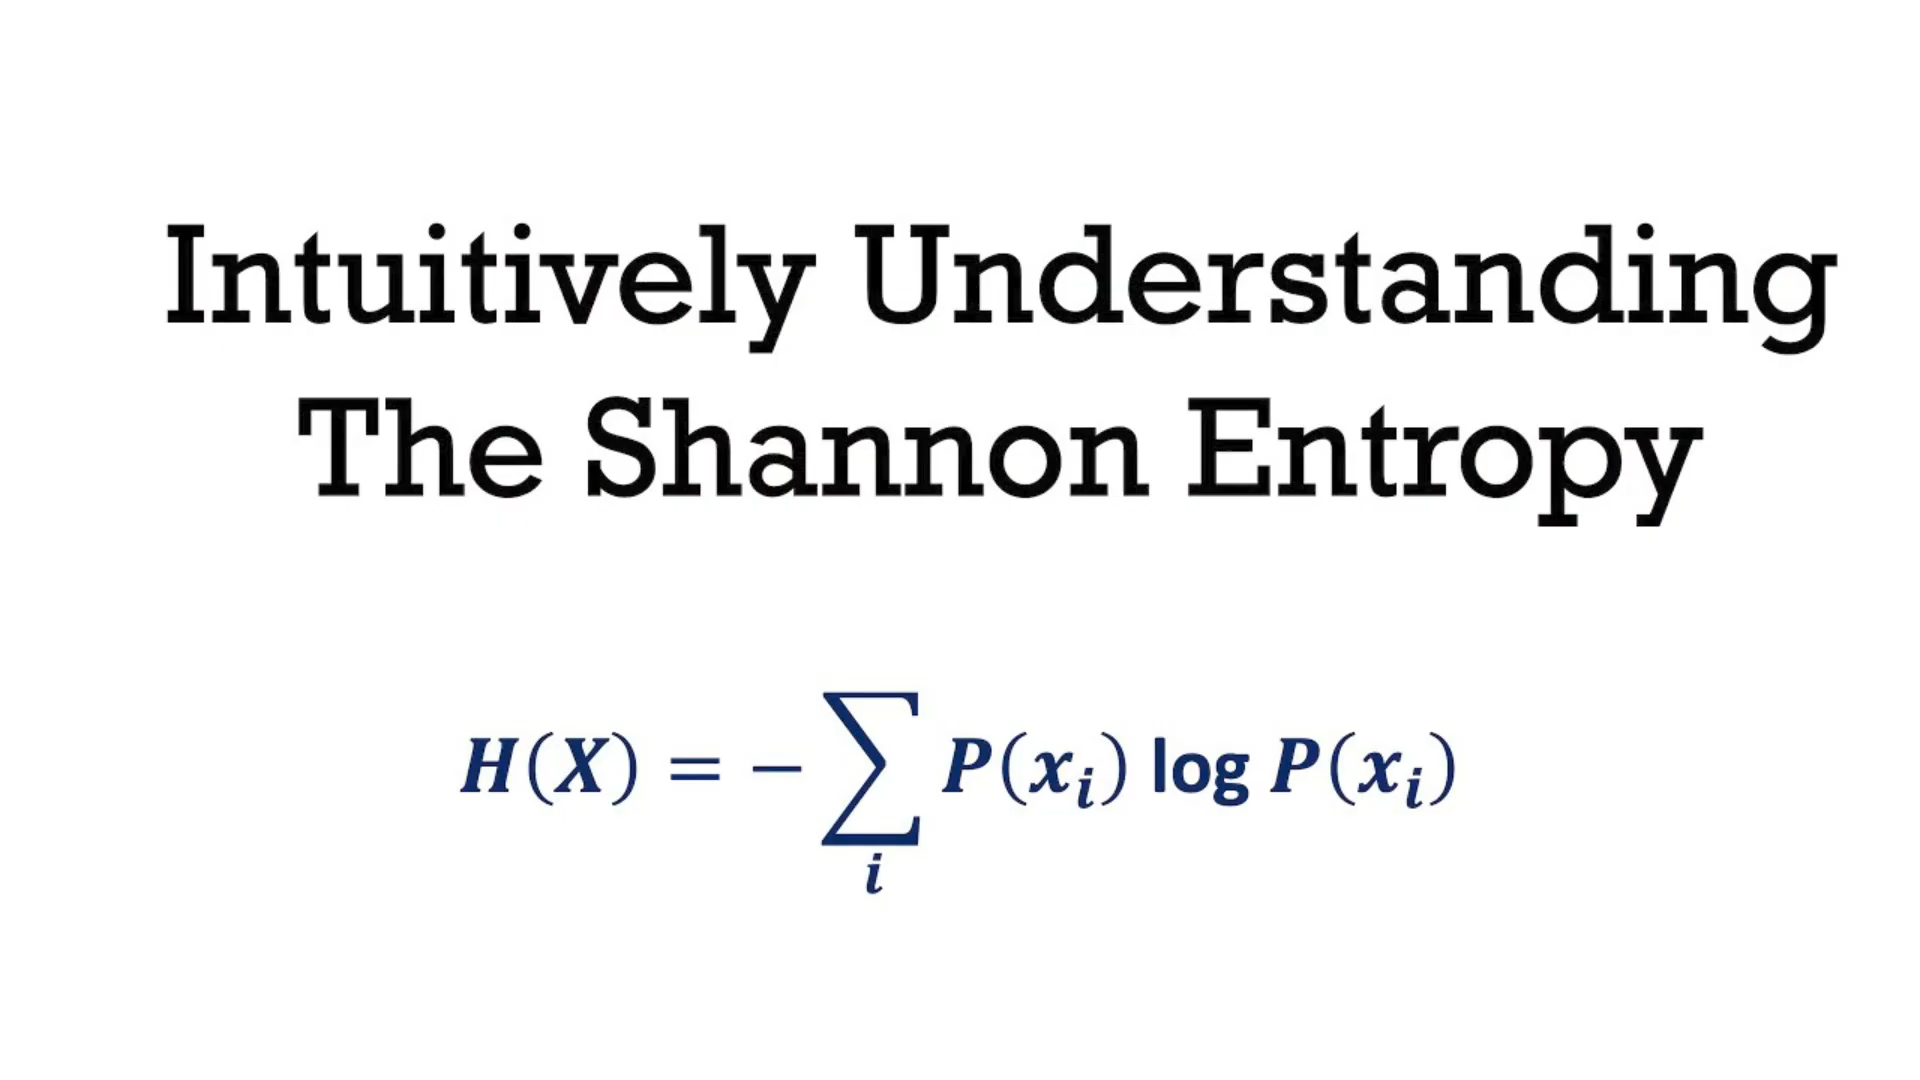 Intuitively Understanding
The Shannon Entropy
H(X) = −∑ᵢ P(xᵢ) log P(xᵢ)